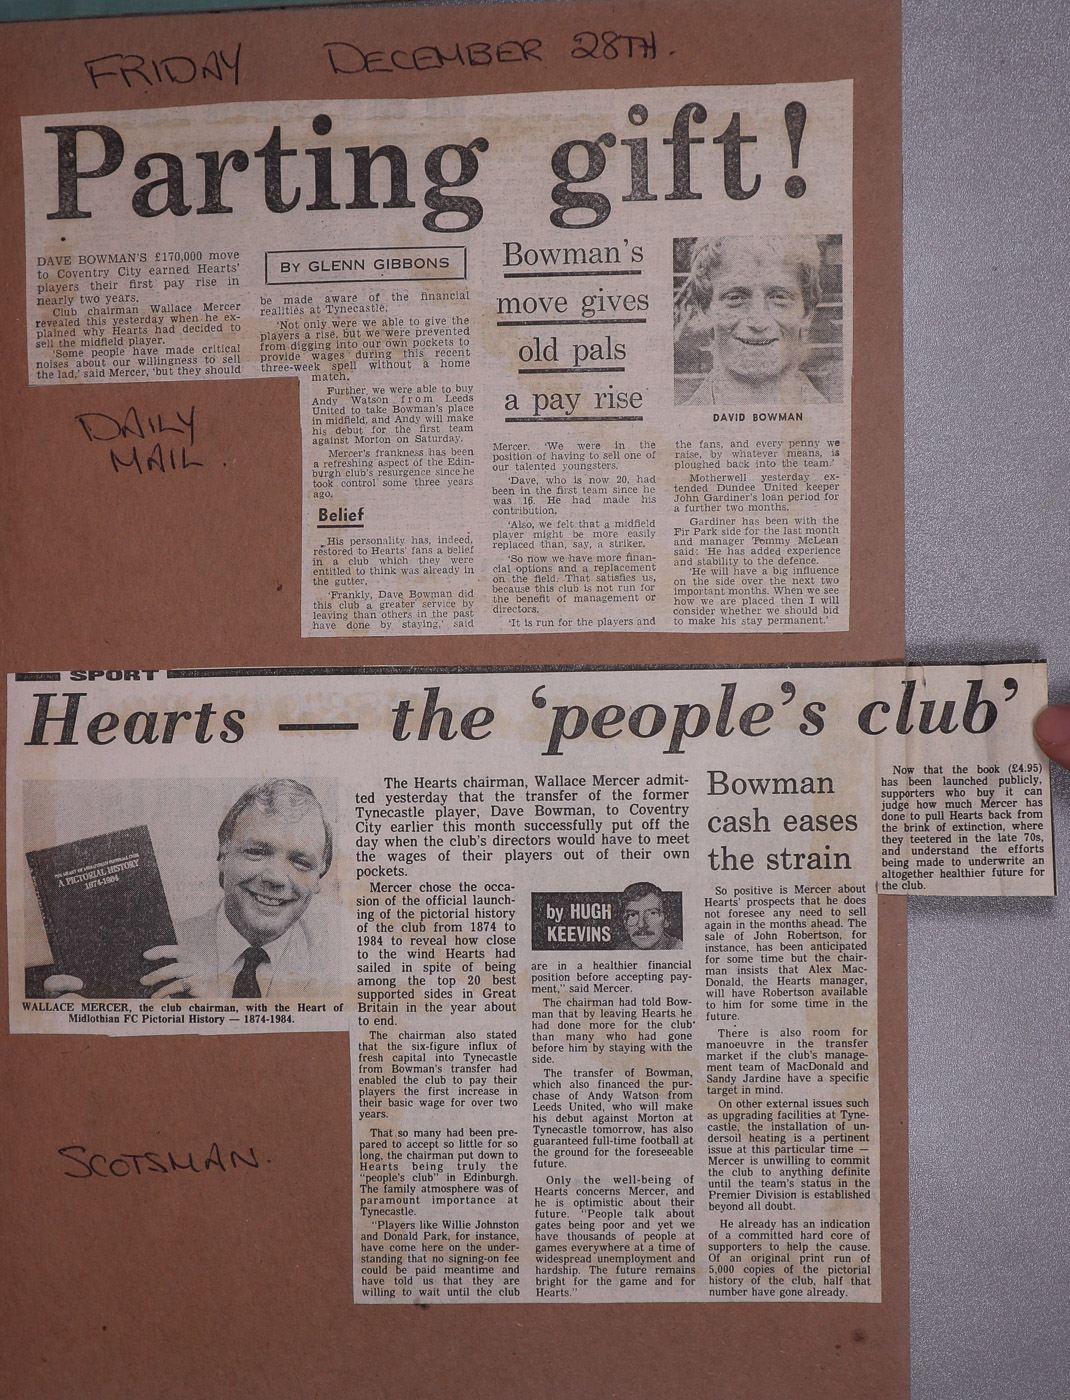 FRIDAY DECEMBER 28TH.
Parting gift!
DAVE BOWMAN'S £170,000 move
to Coventry City earned Hearts'
players their first pay rise in
nearly two years.
Club chairman Wallace Mercer
revealed this yesterday when he ex-
plained why Hearts had decided to
sell the midfield player.
'Some people have made critical
noises about our willingness to sell
the lad,' said Mercer, 'but they should
BY GLENN GIBBONS
be made aware of the financial
realities at Tynecastle.
'Not only were we able to give the
players a rise, but we were prevented
from digging into our own pockets to
provide wages during this recent
three-week spell without a home
match.
Further, we were able to buy
Andy Watson from Leeds
United to take Bowman's place
in midfield, and Andy will make
his debut for the first team
against Morton on Saturday.
Mercer's frankness has been
a refreshing aspect of the Edin-
burgh club's resurgence since he
took control some three years
ago.
Belief
His personality has, indeed,
restored to Hearts' fans a belief
in a club which they were
entitled to think was already in
the gutter.
'Frankly, Dave Bowman did
this club a greater service by
leaving than others in the past
have done by staying,' said
Bowman's
move gives
old pals
a pay rise
Mercer. 'We were in the
position of having to sell one of
our talented youngsters.
'Dave, who is now 20, had
been in the first team since he
was 16. He had made his
contribution.
'Also, we felt that a midfield
player might be more easily
replaced than, say, a striker.
'So now we have more finan-
cial options and a replacement
on the field. That satisfies us,
because this club is not run for
the benefit of management or
directors.
'It is run for the players and
DAVID BOWMAN
the fans, and every penny we
raise, by whatever means, is
ploughed back into the team.'
Motherwell yesterday ex-
tended Dundee United keeper
John Gardiner's loan period for
a further two months.
Gardiner has been with the
Fir Park side for the last month
and manager Tommy McLean
said: 'He has added experience
and stability to the defence.
'He will have a big influence
on the side over the next two
important months. When we see
how we are placed then I will
consider whether we should bid
to make his stay permanent.'
DAILY
MAIL.
SPORT
Hearts — the 'people's club'
THE HEART OF MIDLOTHIAN FOOTBALL CLUB
A PICTORIAL HISTORY
1874-1984
WALLACE MERCER, the club chairman, with the Heart of
Midlothian FC Pictorial History — 1874-1984.
The Hearts chairman, Wallace Mercer admit-
ted yesterday that the transfer of the former
Tynecastle player, Dave Bowman, to Coventry
City earlier this month successfully put off the
day when the club's directors would have to meet
the wages of their players out of their own
pockets.
Mercer chose the occa-
sion of the official launch-
ing of the pictorial history
of the club from 1874 to
1984 to reveal how close
to the wind Hearts had
sailed in spite of being
among the top 20 best
supported sides in Great
Britain in the year about
to end.
The chairman also stated
that the six-figure influx of
fresh capital into Tynecastle
from Bowman's transfer had
enabled the club to pay their
players the first increase in
their basic wage for over two
years.
That so many had been pre-
pared to accept so little for so
long, the chairman put down to
Hearts being truly the
"people's club" in Edinburgh.
The family atmosphere was of
paramount importance at
Tynecastle.
"Players like Willie Johnston
and Donald Park, for instance,
have come here on the under-
standing that no signing-on fee
could be paid meantime and
have told us that they are
willing to wait until the club
by HUGH
KEEVINS
are in a healthier financial
position before accepting pay-
ment," said Mercer.
The chairman had told Bow-
man that by leaving Hearts he
had done more for the club
than many who had gone
before him by staying with the
side.
The transfer of Bowman,
which also financed the pur-
chase of Andy Watson from
Leeds United, who will make
his debut against Morton at
Tynecastle tomorrow, has also
guaranteed full-time football at
the ground for the foreseeable
future.
Only the well-being of
Hearts concerns Mercer, and
he is optimistic about their
future. "People talk about
gates being poor and yet we
have thousands of people at
games everywhere at a time of
widespread unemployment and
hardship. The future remains
bright for the game and for
Hearts."
Bowman
cash eases
the strain
So positive is Mercer about
Hearts' prospects that he does
not foresee any need to sell
again in the months ahead. The
sale of John Robertson, for
instance, has been anticipated
for some time but the chair-
man insists that Alex Mac-
Donald, the Hearts manager,
will have Robertson available
to him for some time in the
future.
There is also room for
manoeuvre in the transfer
market if the club's manage-
ment team of MacDonald and
Sandy Jardine have a specific
target in mind.
On other external issues such
as upgrading facilities at Tyne-
castle, the installation of un-
dersoil heating is a pertinent
issue at this particular time —
Mercer is unwilling to commit
the club to anything definite
until the team's status in the
Premier Division is established
beyond all doubt.
He already has an indication
of a committed hard core of
supporters to help the cause.
Of an original print run of
5,000 copies of the pictorial
history of the club, half that
number have gone already.
Now that the book (£4.95)
has been launched publicly,
supporters who buy it can
judge how much Mercer has
done to pull Hearts back from
the brink of extinction, where
they teetered in the late 70s,
and understand the efforts
being made to underwrite an
altogether healthier future for
the club.
SCOTSMAN.